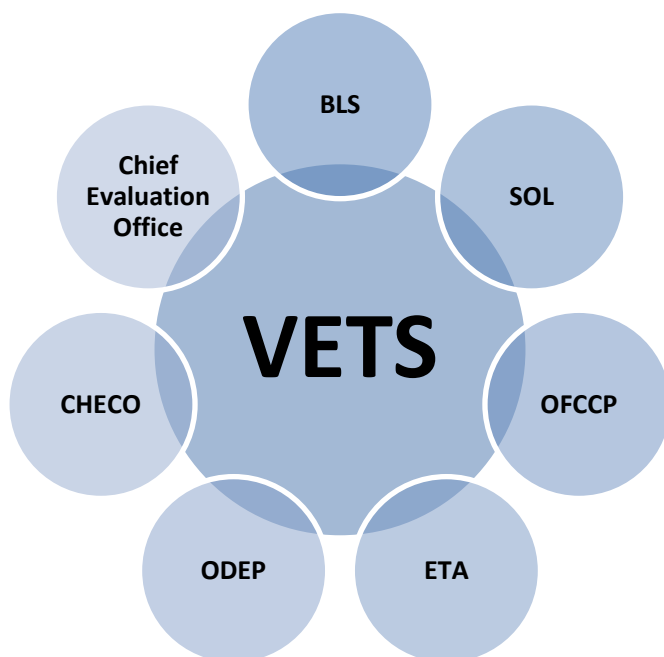 BLS
Chief
Evaluation
Office
SOL
VETS
CHECO
OFCCP
ODEP
ETA